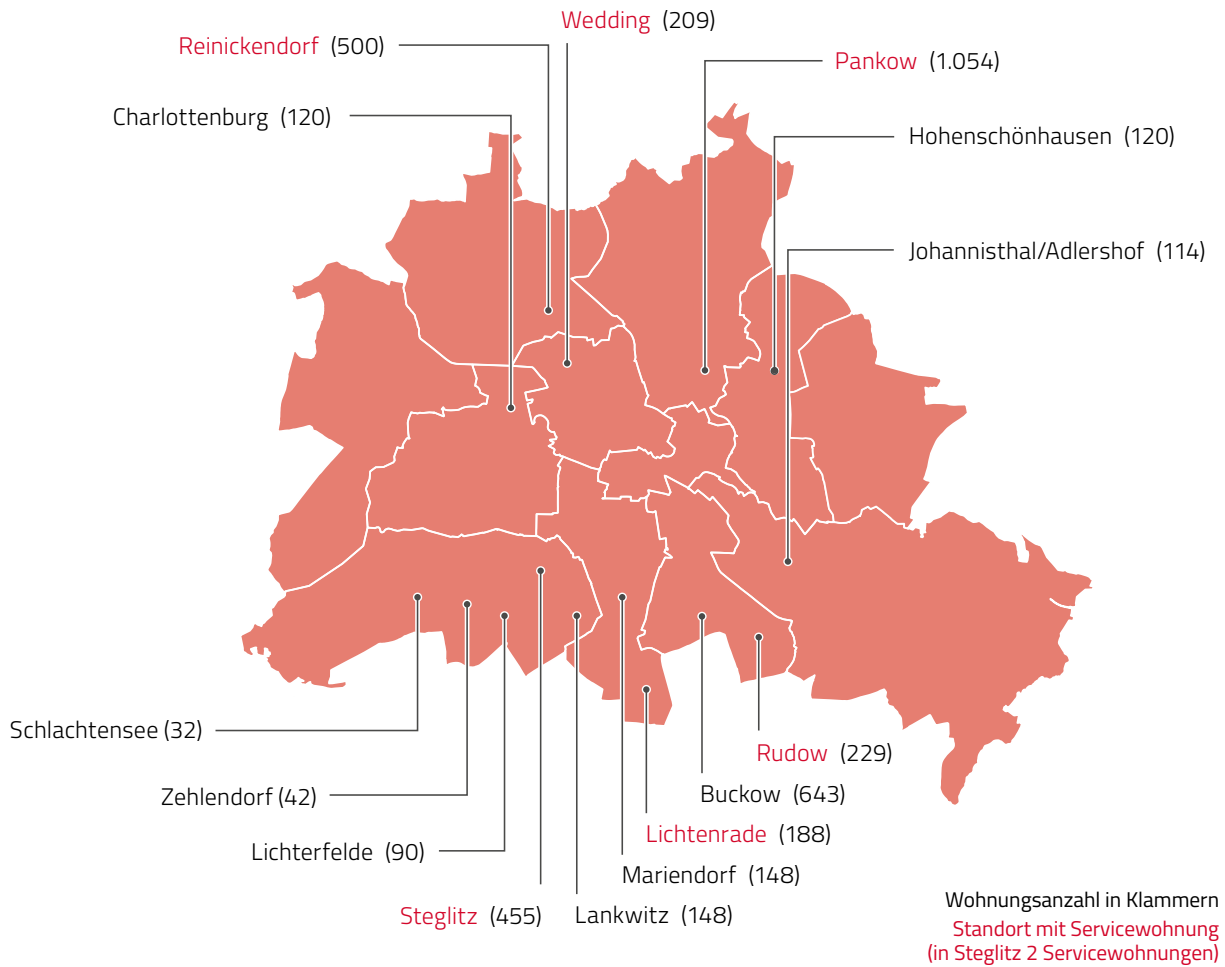 Wedding (209)
Reinickendorf (500)
Pankow (1.054)
Charlottenburg (120)
Hohenschönhausen (120)
Johannisthal/Adlershof (114)
Schlachtensee (32)
Rudow (229)
Zehlendorf (42)
Buckow (643)
Lichtenrade (188)
Lichterfelde (90)
Mariendorf (148)
Steglitz (455)
Lankwitz (148)
Wohnungsanzahl in Klammern
Standort mit Servicewohnung
(in Steglitz 2 Servicewohnungen)